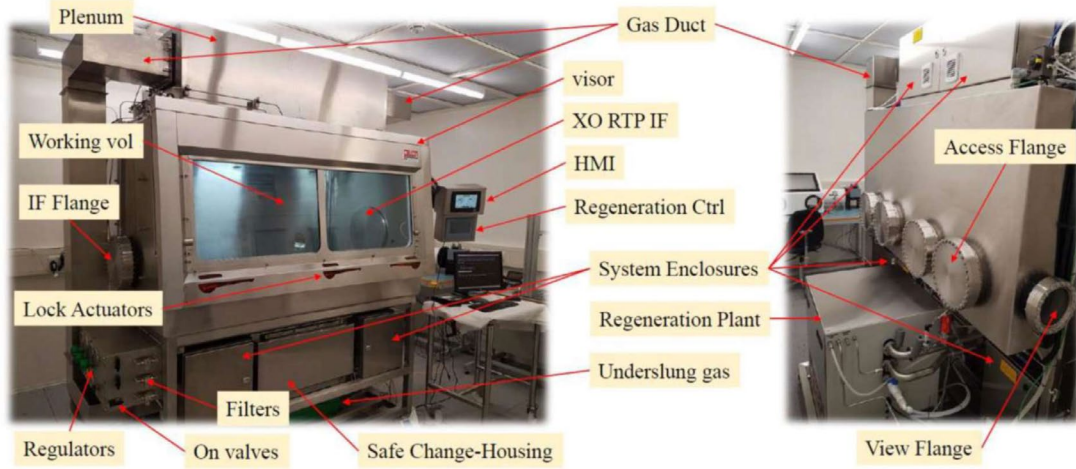 Plenum
Gas Duct
visor
XO RTP IF
Working vol
Access Flange
HMI
IF Flange
Regeneration Ctrl
System Enclosures
Lock Actuators
Regeneration Plant
Underslung gas
Filters
Regulators
On valves
Safe Change-Housing
View Flange